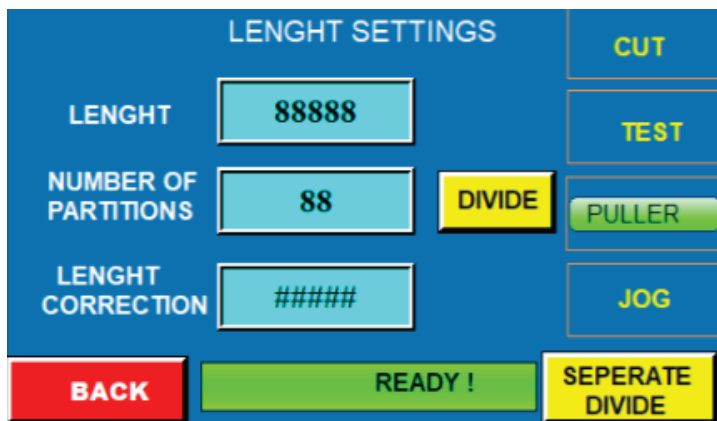 LENGHT SETTINGS
CUT
LENGHT
88888
TEST
NUMBER OF
PARTITIONS
88
DIVIDE
PULLER
LENGHT
CORRECTION
#####
JOG
BACK
READY !
SEPERATE
DIVIDE